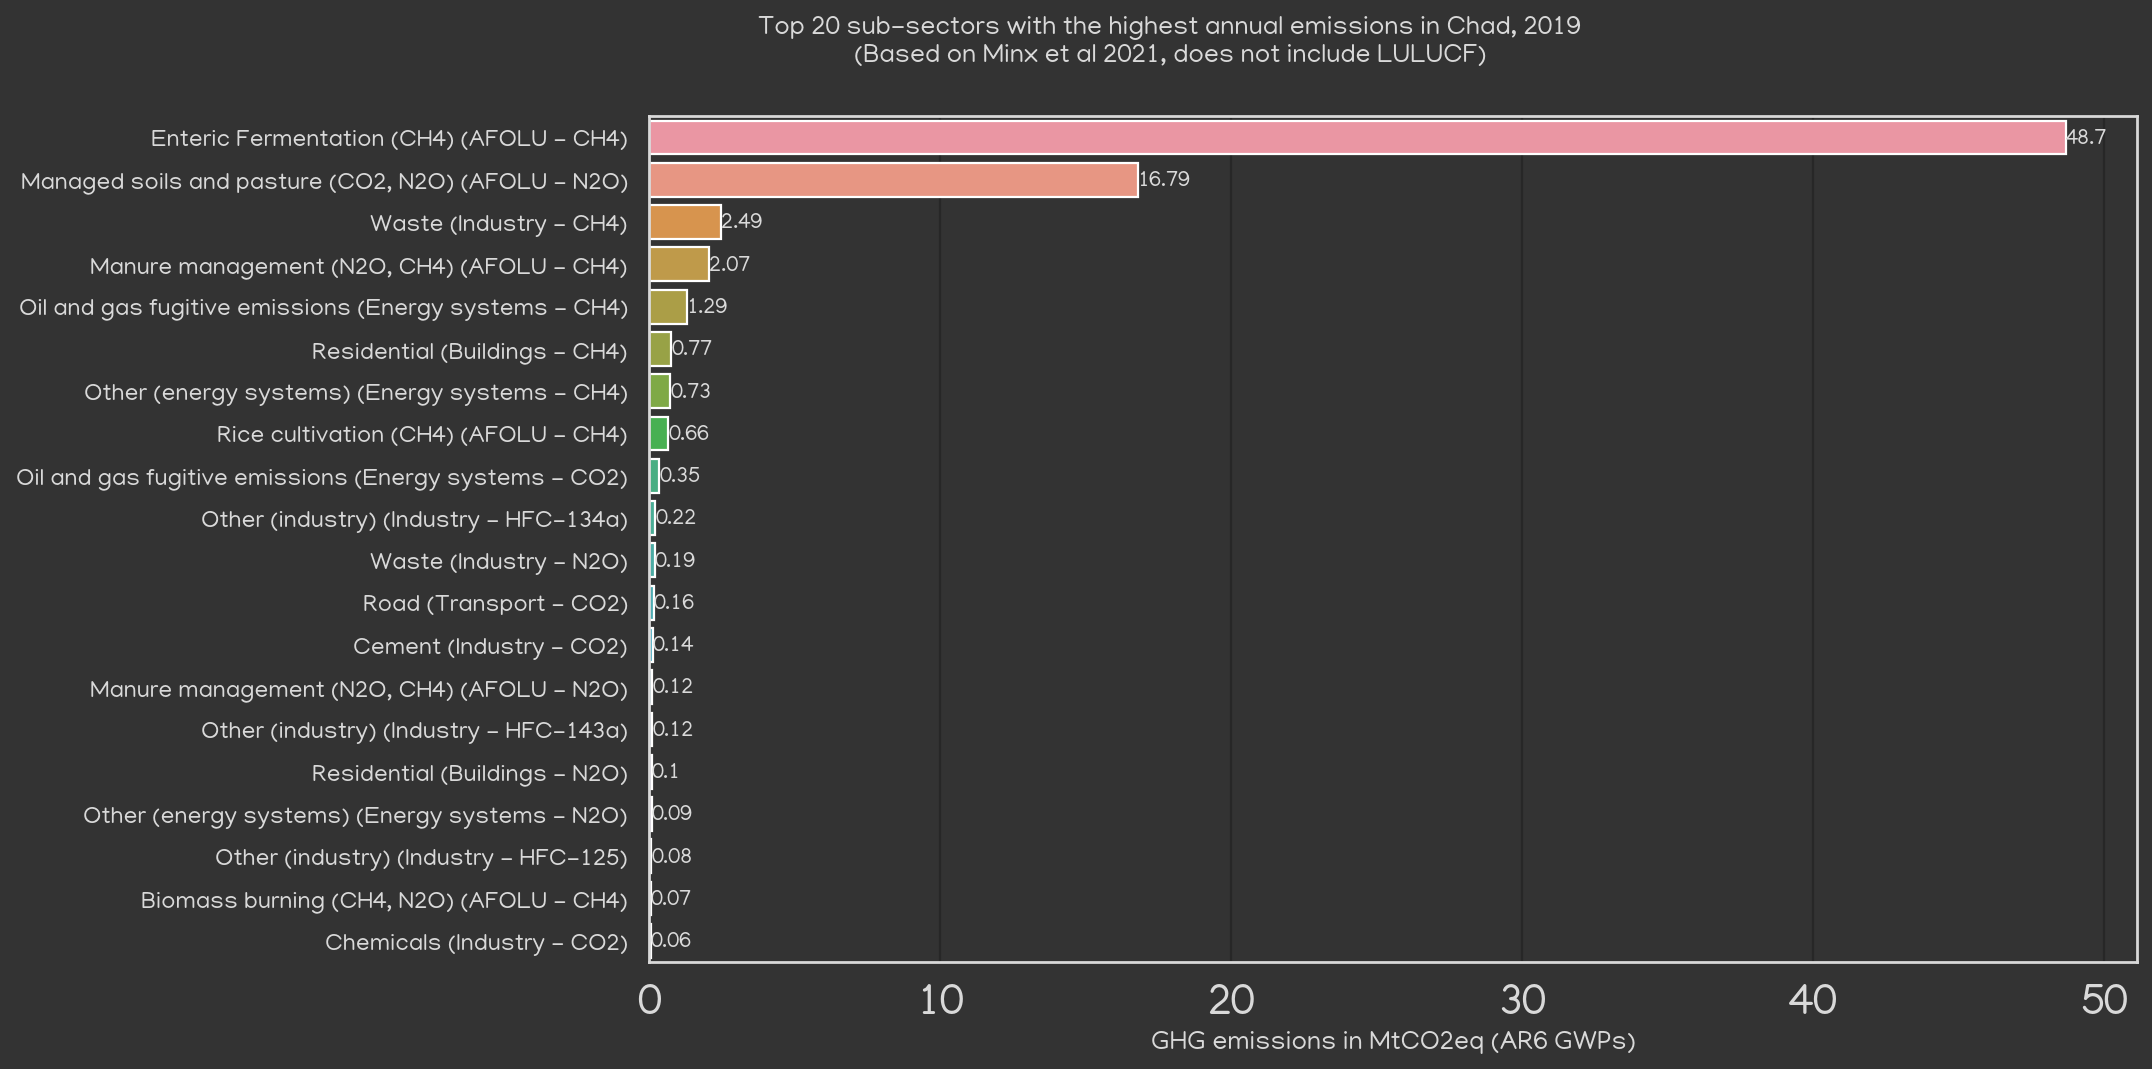 Top 20 sub-sectors with the highest annual emissions in Chad, 2019
(Based on Minx et al 2021, does not include LULUCF)
Enteric Fermentation (CH4) (AFOLU - CH4) 48.7
Managed soils and pasture (CO2, N2O) (AFOLU - N2O) 16.79
Waste (Industry - CH4) 2.49
Manure management (N2O, CH4) (AFOLU - CH4) 2.07
Oil and gas fugitive emissions (Energy systems - CH4) 1.29
Residential (Buildings - CH4) 0.77
Other (energy systems) (Energy systems - CH4) 0.73
Rice cultivation (CH4) (AFOLU - CH4) 0.66
Oil and gas fugitive emissions (Energy systems - CO2) 0.35
Other (industry) (Industry - HFC-134a) 0.22
Waste (Industry - N2O) 0.19
Road (Transport - CO2) 0.16
Cement (Industry - CO2) 0.14
Manure management (N2O, CH4) (AFOLU - N2O) 0.12
Other (industry) (Industry - HFC-143a) 0.12
Residential (Buildings - N2O) 0.1
Other (energy systems) (Energy systems - N2O) 0.09
Other (industry) (Industry - HFC-125) 0.08
Biomass burning (CH4, N2O) (AFOLU - CH4) 0.07
Chemicals (Industry - CO2) 0.06
0 10 20 30 40 50
GHG emissions in MtCO2eq (AR6 GWPs)